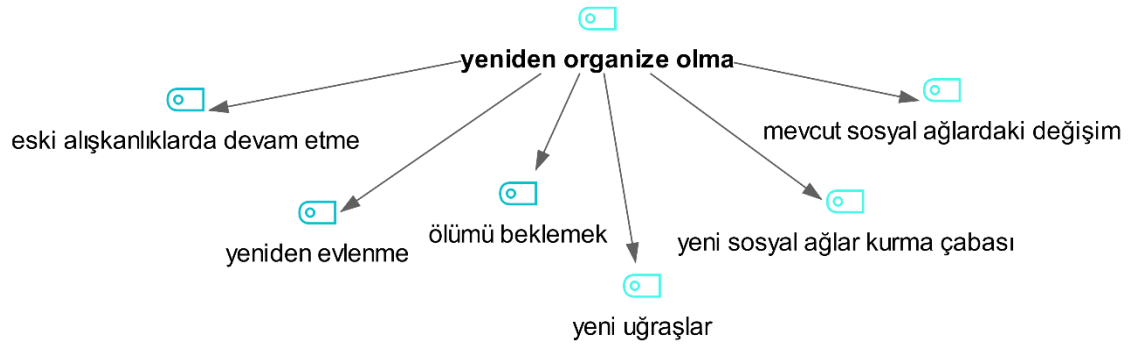 yeniden organize olma
eski alışkanlıklarda devam etme
mevcut sosyal ağlardaki değişim
yeniden evlenme
ölümü beklemek
yeni sosyal ağlar kurma çabası
yeni uğraşlar